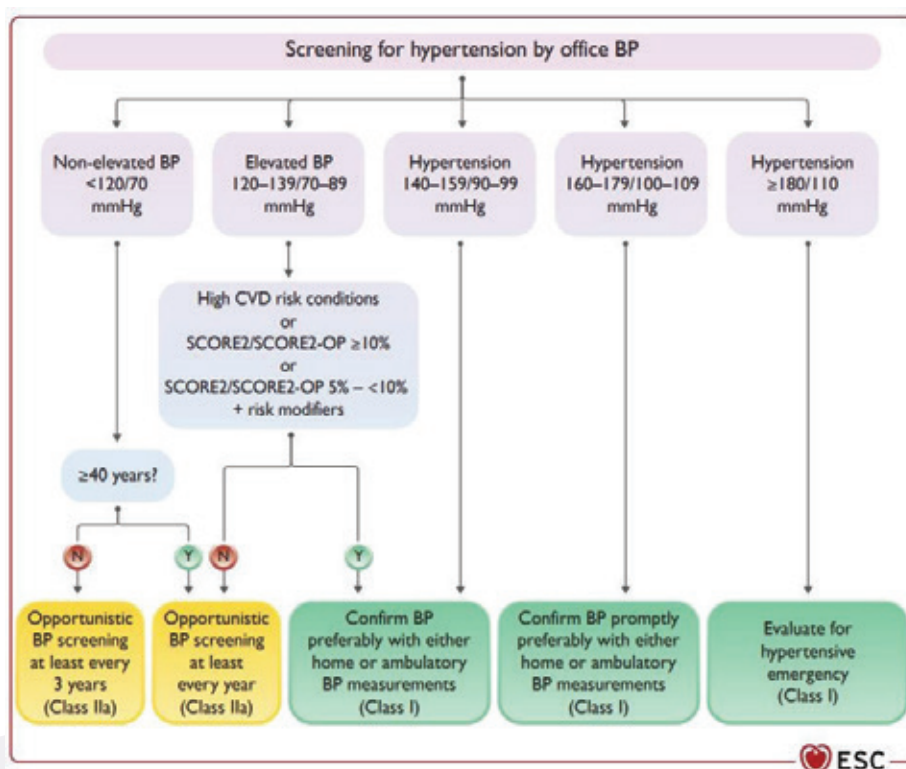 Screening for hypertension by office BP
Non-elevated BP
<120/70
mmHg
Elevated BP
120–139/70–89
mmHg
Hypertension
140–159/90–99
mmHg
Hypertension
160–179/100–109
mmHg
Hypertension
≥180/110
mmHg
High CVD risk conditions
or
SCORE2/SCORE2-OP ≥10%
or
SCORE2/SCORE2-OP 5% – <10%
+ risk modifiers
≥40 years?
N
Y
N
Y
Opportunistic
BP screening
at least every
3 years
(Class IIa)
Opportunistic
BP screening
at least
every year
(Class IIa)
Confirm BP
preferably with either
home or ambulatory
BP measurements
(Class I)
Confirm BP promptly
preferably with either
home or ambulatory
BP measurements
(Class I)
Evaluate for
hypertensive
emergency
(Class I)
ESC